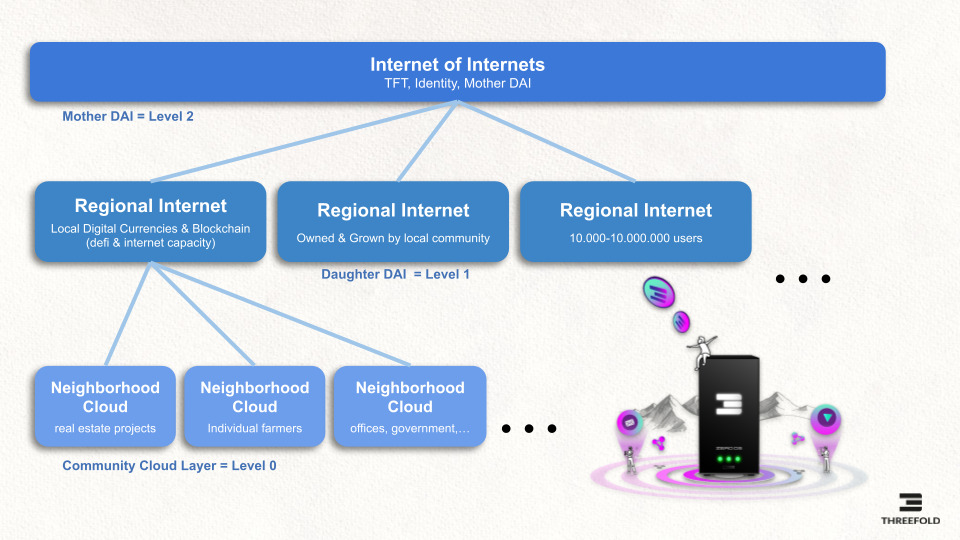 Internet of Internets
TFT, Identity, Mother DAI
Mother DAI = Level 2
Regional Internet
Local Digital Currencies & Blockchain
(defi & internet capacity)
Regional Internet
Owned & Grown by local community
Regional Internet
10.000-10.000.000 users
Daughter DAI = Level 1
Neighborhood
Cloud
real estate projects
Neighborhood
Cloud
Individual farmers
Neighborhood
Cloud
offices, government,…
Community Cloud Layer = Level 0
THREEFOLD